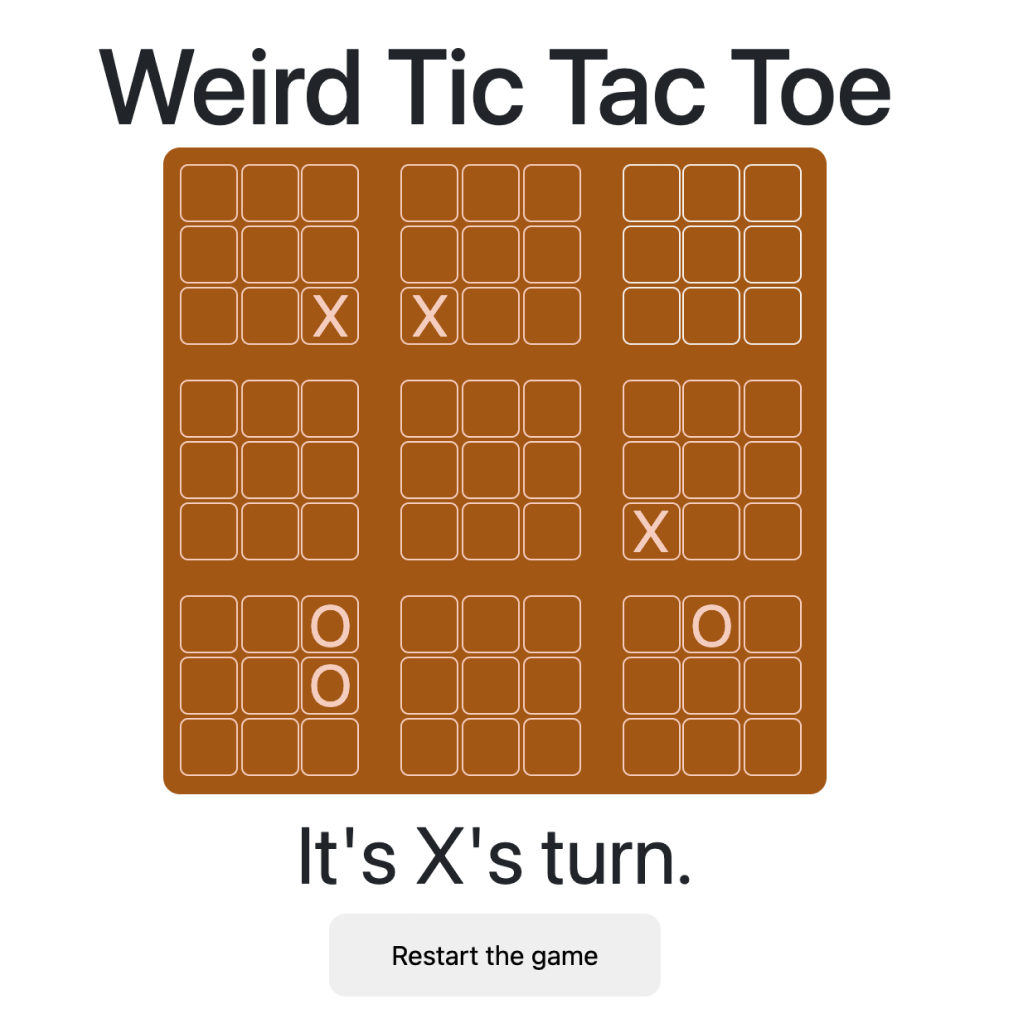 Weird Tic Tac Toe
X X
X
O O
O
It's X's turn.
Restart the game